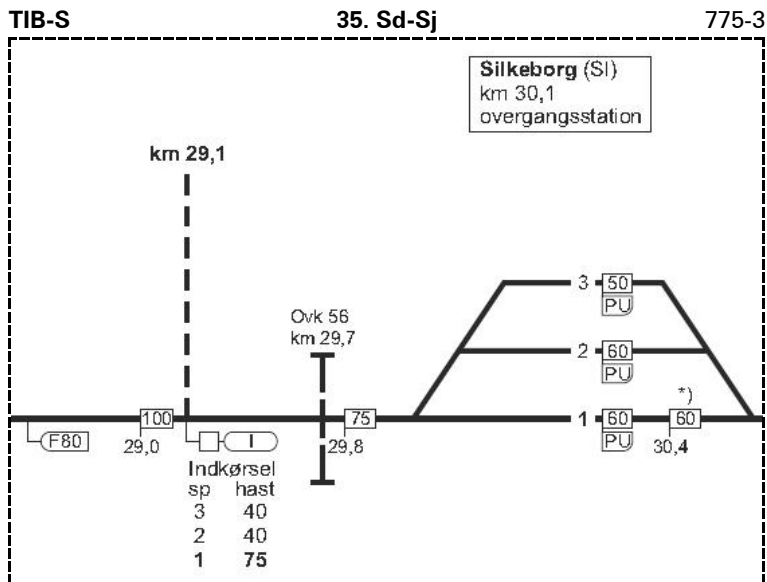 TIB-S 35. Sd-Sj 775-3
Silkeborg (Sl)
km 30,1
overgangsstation
km 29,1
3 50
PU
Ovk 56
km 29,7
2 60
PU
*)
100 75 1 60 60
F80 29,0 I 29,8 PU 30,4
Indkørsel
sp hast
3 40
2 40
1 75